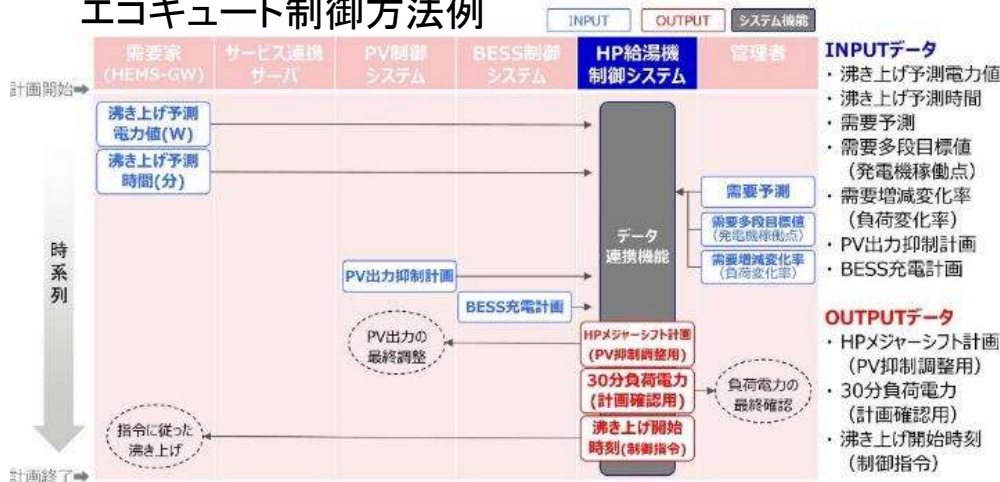 エコキュート制御方法例
INPUT
OUTPUT
システム機能
需要家
(HEMS-GW)
サービス連携
サーバ
PV制御
システム
BESS制御
システム
HP給湯機
制御システム
管理者
計画開始➡
沸き上げ予測
電力値(W)
沸き上げ予測
時間(分)
需要予測
需要多段目標値
(発電機稼働点)
需要増減変化率
(負荷変化率)
データ
連携機能
時
系
列
PV出力抑制計画
BESS充電計画
PV出力の
最終調整
HPメジャーシフト計画
(PV抑制調整用)
30分負荷電力
(計画確認用)
負荷電力の
最終確認
沸き上げ開始
時刻(制御指令)
指令に従った
沸き上げ
計画終了➡
INPUTデータ
・沸き上げ予測電力値
・沸き上げ予測時間
・需要予測
・需要多段目標値
（発電機稼働点）
・需要増減変化率
（負荷変化率）
・PV出力抑制計画
・BESS充電計画
OUTPUTデータ
・HPメジャーシフト計画
（PV抑制調整用）
・30分負荷電力
（計画確認用）
・沸き上げ開始時刻
（制御指令）